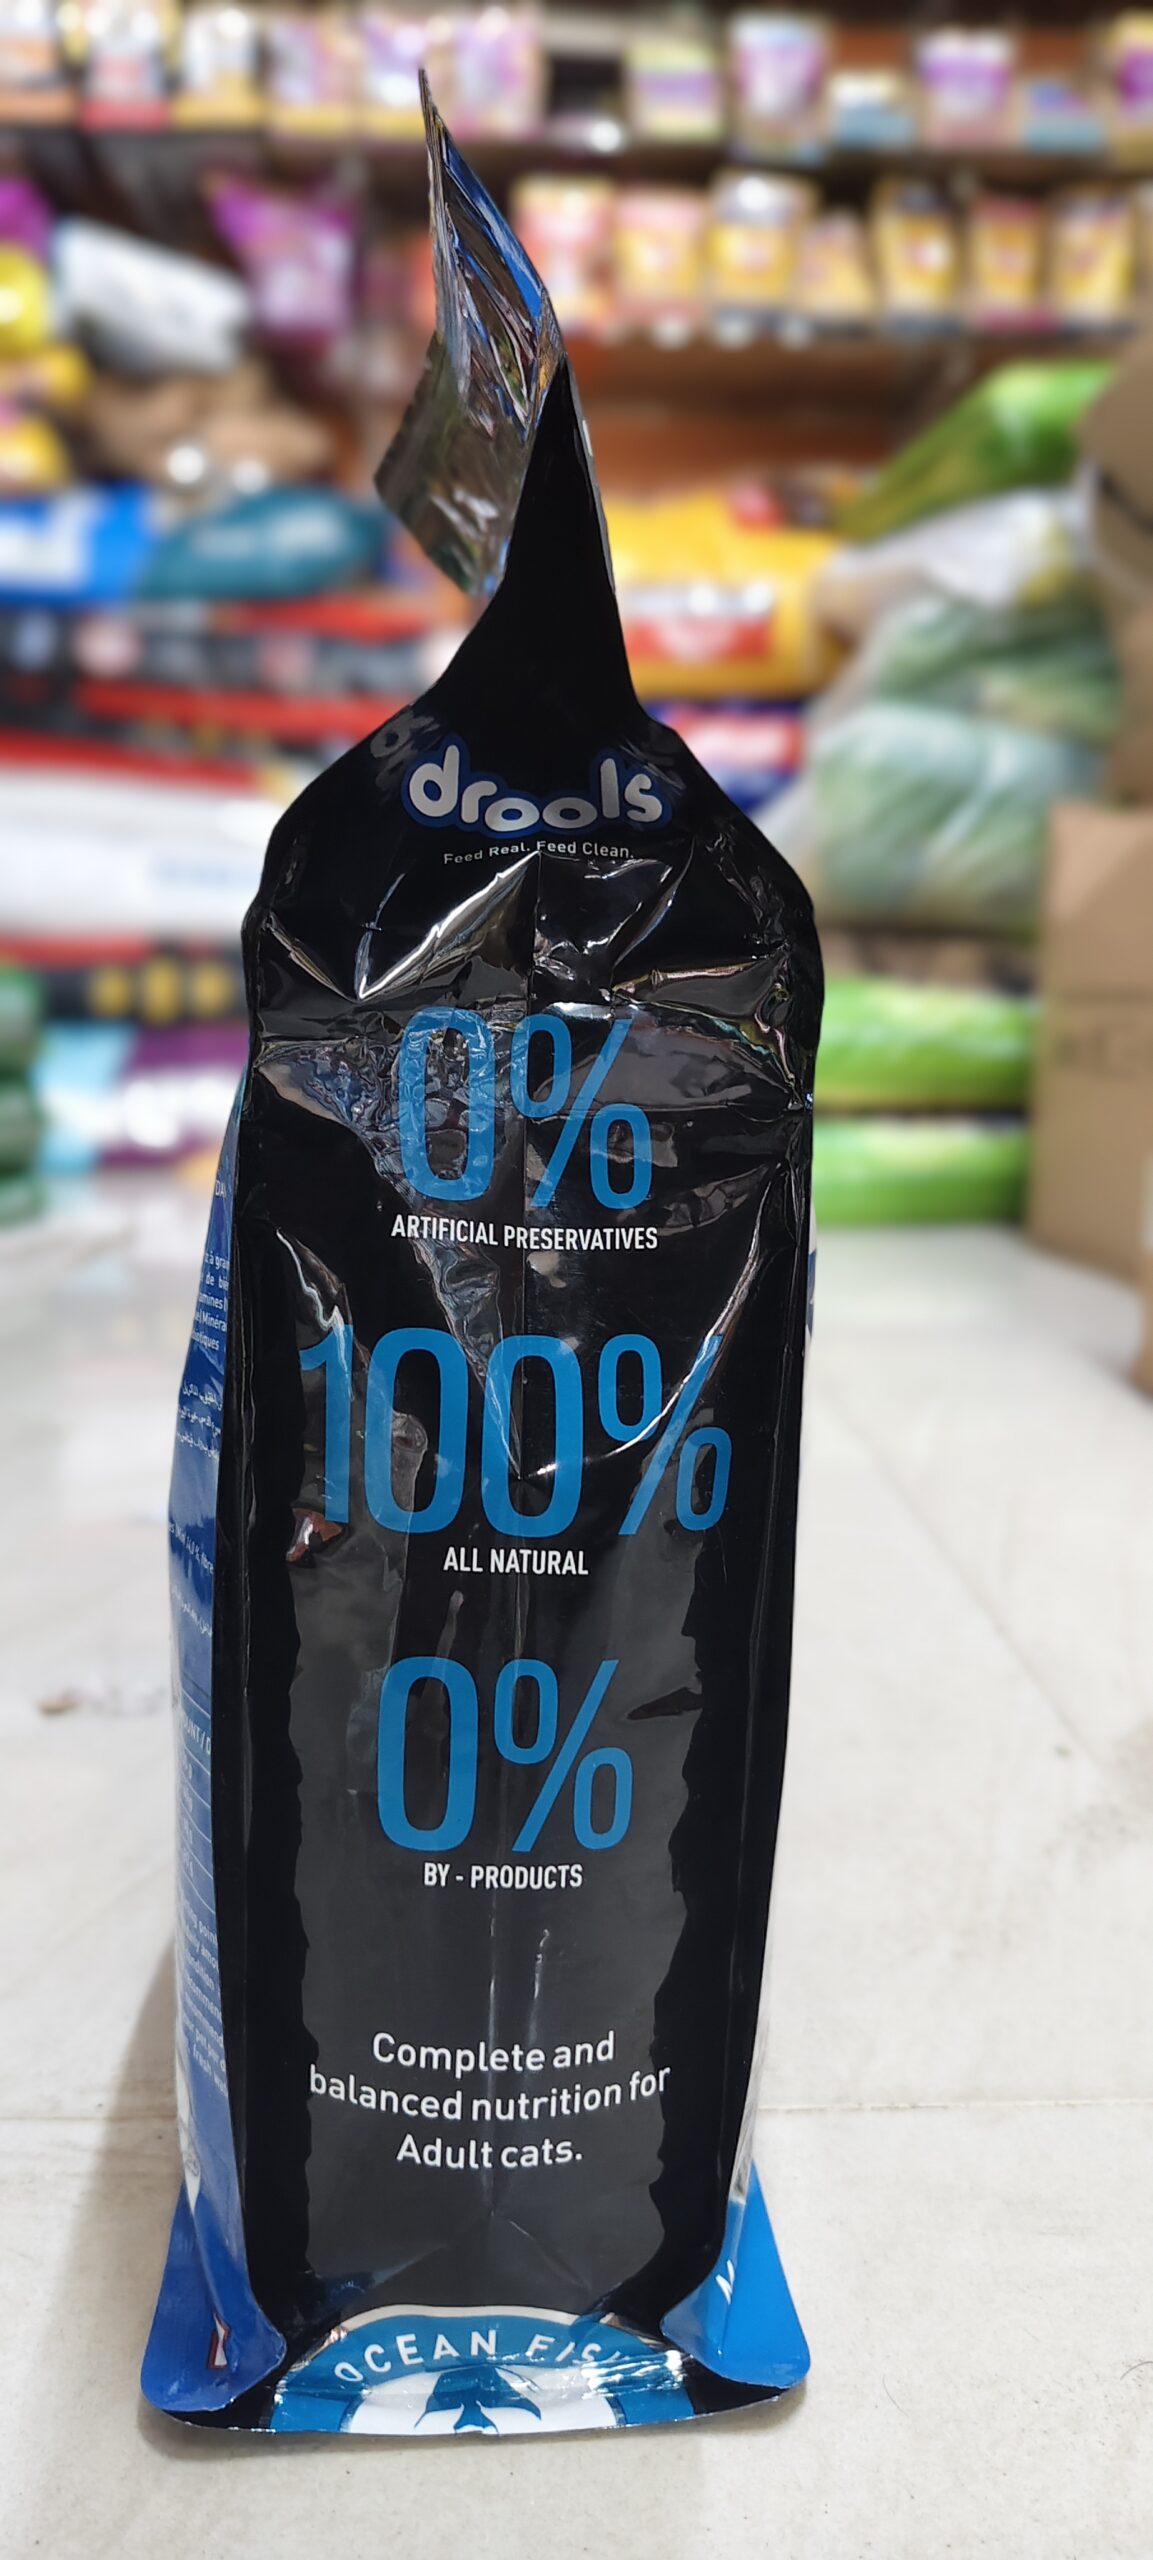 drools
Feed Real. Feed Clean.
0%
ARTIFICIAL PRESERVATIVES
100%
ALL NATURAL
0%
BY - PRODUCTS
Complete and
balanced nutrition for
Adult cats.
OCEAN FISH